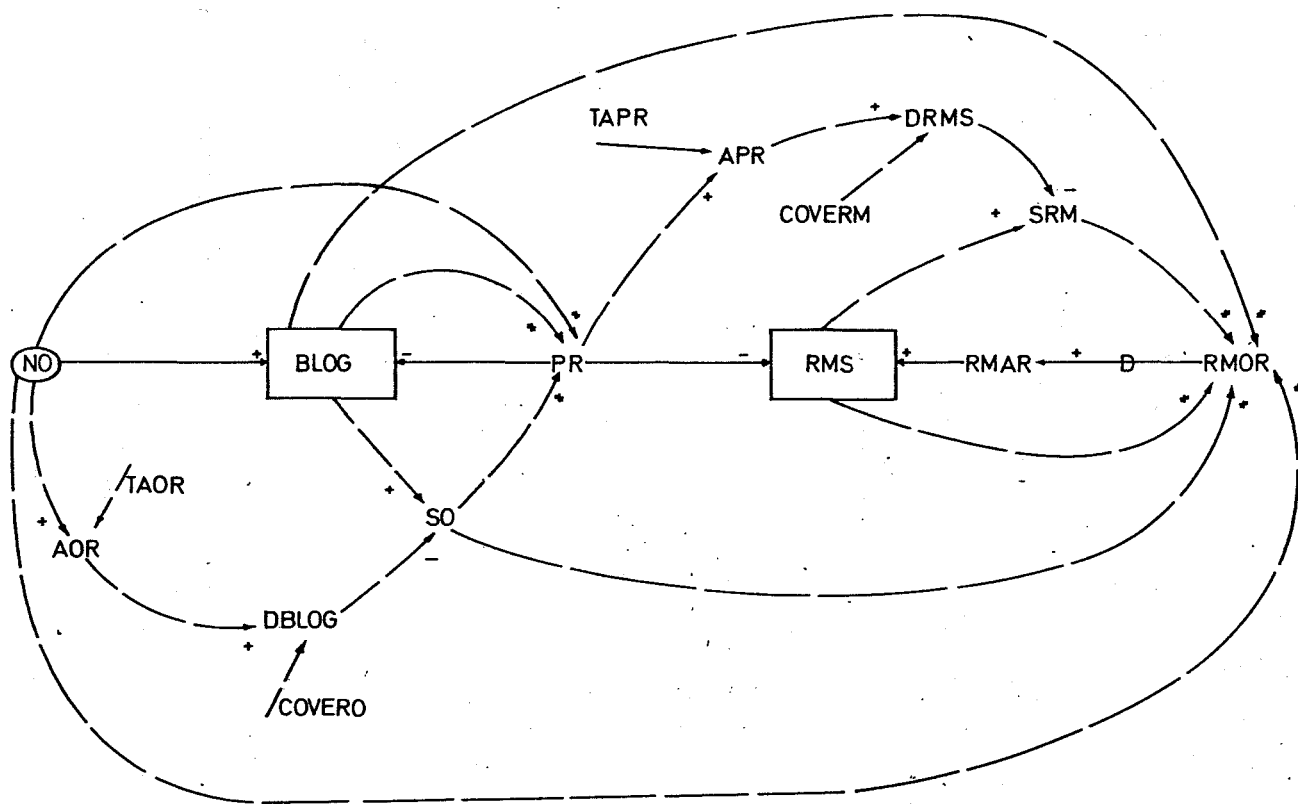 TAPR
DRMS
APR
COVERM
SRM
NO
BLOG
PR
RMS
RMAR
D
RMOR
TAOR
SO
AOR
DBLOG
COVERO